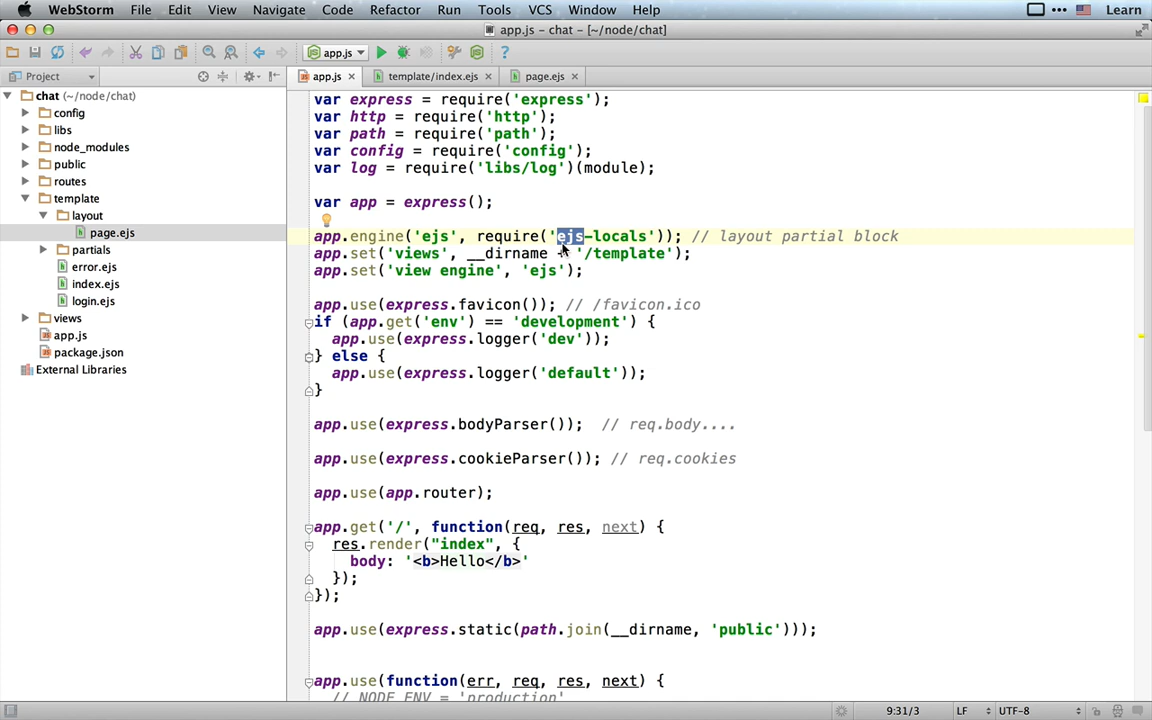 WebStorm File Edit View Navigate Code Refactor Run Tools VCS Window Help Learn
app.js – chat – [~/node/chat]
app.js
Project
app.js
template/index.ejs
page.ejs
chat (~/node/chat)
config
libs
node_modules
public
routes
template
layout
page.ejs
partials
error.ejs
index.ejs
login.ejs
views
app.js
package.json
External Libraries
var express = require('express');
var http = require('http');
var path = require('path');
var config = require('config');
var log = require('libs/log')(module);
var app = express();
app.engine('ejs', require('ejs-locals')); // layout partial block
app.set('views', __dirname + '/template');
app.set('view engine', 'ejs');
app.use(express.favicon()); // /favicon.ico
if (app.get('env') == 'development') {
app.use(express.logger('dev'));
} else {
app.use(express.logger('default'));
}
app.use(express.bodyParser());  // req.body....
app.use(express.cookieParser()); // req.cookies
app.use(app.router);
app.get('/', function(req, res, next) {
res.render("index", {
body: '<b>Hello</b>'
});
});
app.use(express.static(path.join(__dirname, 'public')));
app.use(function(err, req, res, next) {
// NODE_ENV = 'production'
9:31/3 LF UTF-8